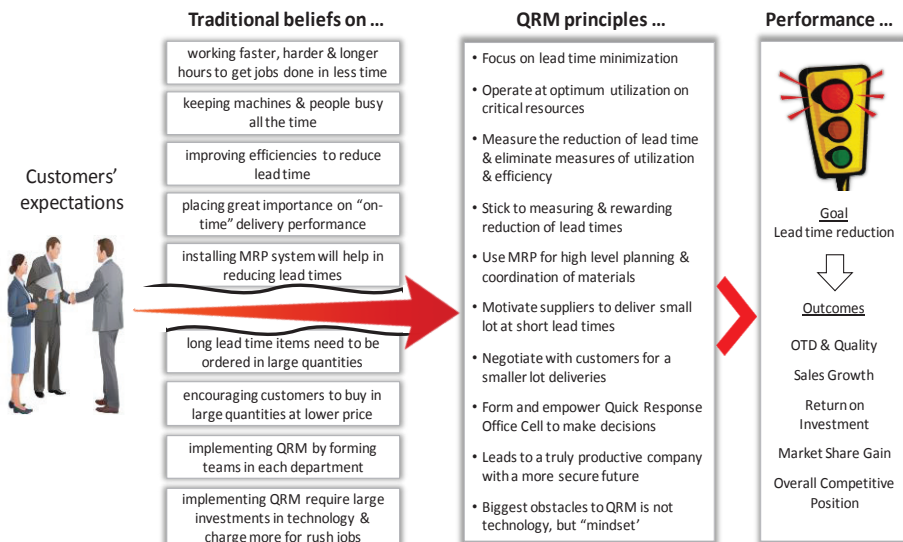 Traditional beliefs on ...
working faster, harder & longer
hours to get jobs done in less time
keeping machines & people busy
all the time
improving efficiencies to reduce
lead time
placing great importance on "on-
time" delivery performance
installing MRP system will help in
reducing lead times
long lead time items need to be
ordered in large quantities
encouraging customers to buy in
large quantities at lower price
implementing QRM by forming
teams in each department
implementing QRM require large
investments in technology &
charge more for rush jobs
Customers'
expectations
QRM principles ...
• Focus on lead time minimization
• Operate at optimum utilization on
critical resources
• Measure the reduction of lead time
& eliminate measures of utilization
& efficiency
• Stick to measuring & rewarding
reduction of lead times
• Use MRP for high level planning &
coordination of materials
• Motivate suppliers to deliver small
lot at short lead times
• Negotiate with customers for a
smaller lot deliveries
• Form and empower Quick Response
Office Cell to make decisions
• Leads to a truly productive company
with a more secure future
• Biggest obstacles to QRM is not
technology, but "mindset'
Performance ...
Goal
Lead time reduction
Outcomes
OTD & Quality
Sales Growth
Return on
Investment
Market Share Gain
Overall Competitive
Position